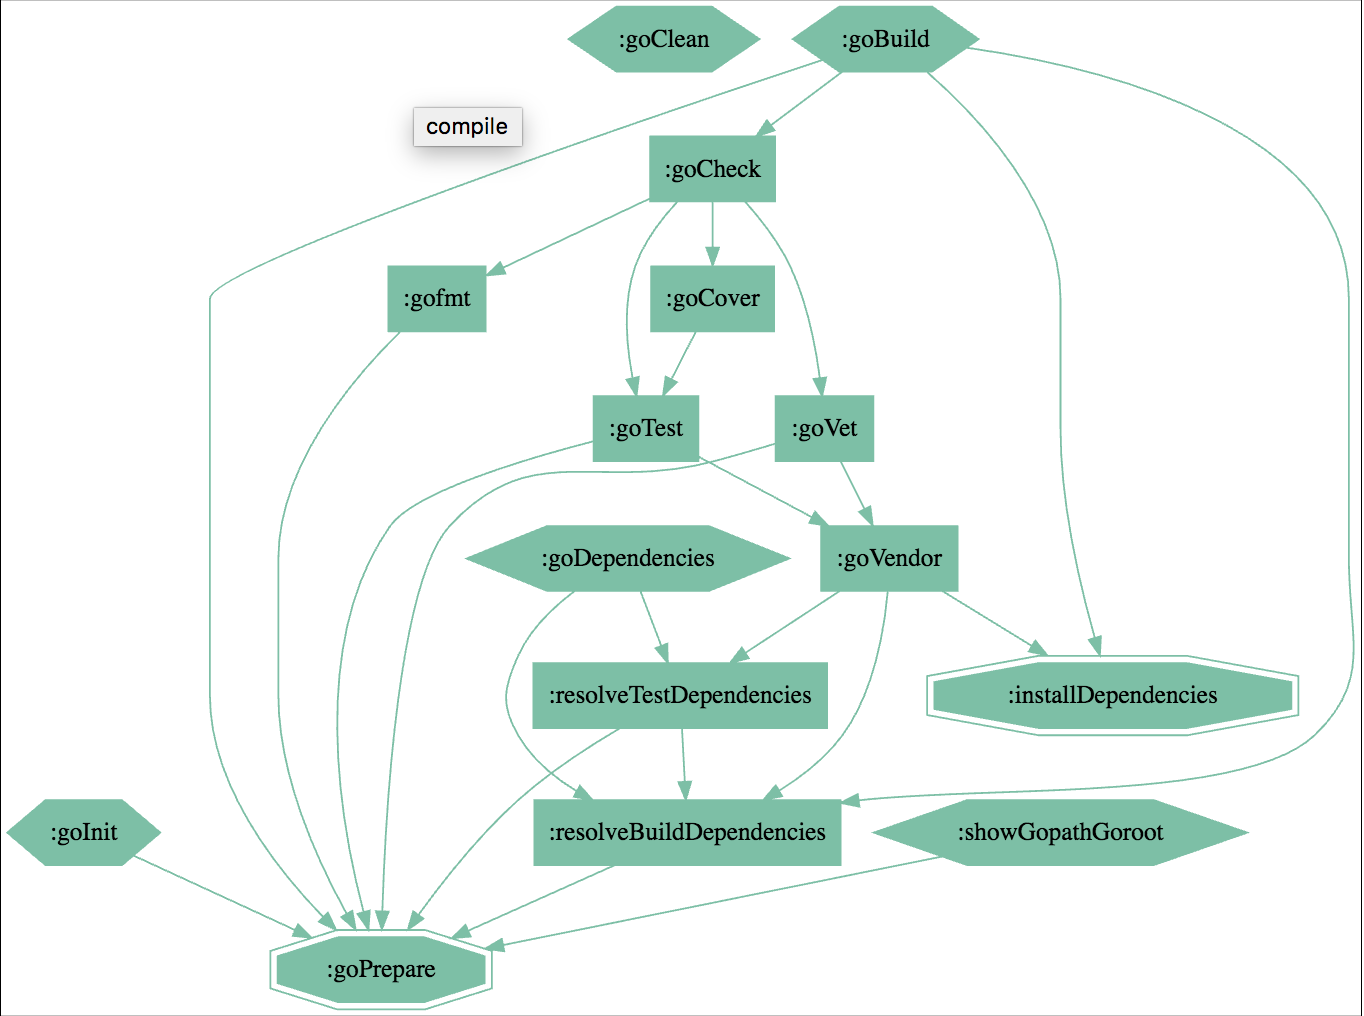 :goClean
:goBuild
compile
:goCheck
:gofmt
:goCover
:goTest
:goVet
:goDependencies
:goVendor
:resolveTestDependencies
:installDependencies
:goInit
:resolveBuildDependencies
:showGopathGoroot
:goPrepare